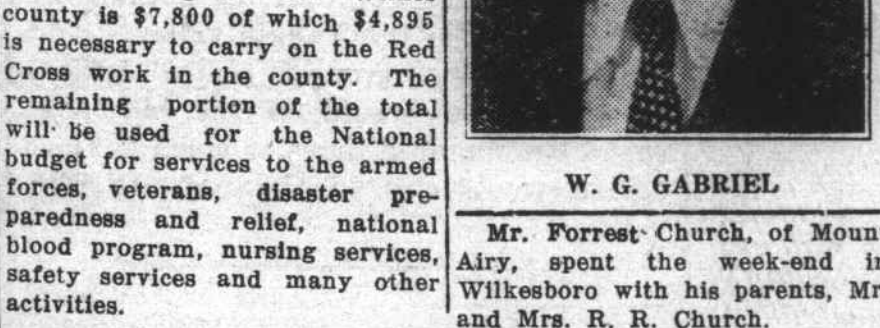 county is $7,800 of which $4,895
is necessary to carry on the Red
Cross work in the county. The
remaining portion of the total
will be used for the National
budget for services to the armed
forces, veterans, disaster pre-
paredness and relief, national
blood program, nursing services,
safety services and many other
activities.
W. G. GABRIEL
Mr. Forrest Church, of Moun
Airy, spent the week-end in
Wilkesboro with his parents, Mr
and Mrs. R. R. Church.